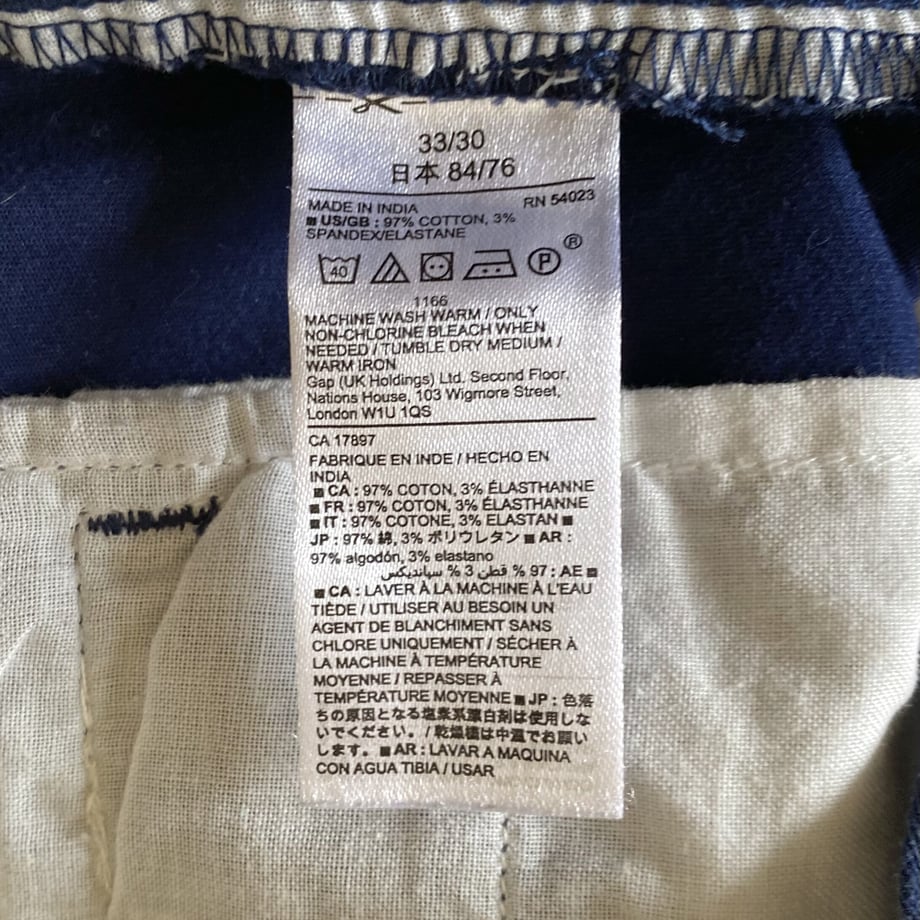 33/30
日本 84/76
MADE IN INDIA RN 54023
■ US/GB : 97% COTTON, 3%
SPANDEX/ELASTANE
40 P ®
1166
MACHINE WASH WARM / ONLY
NON-CHLORINE BLEACH WHEN
NEEDED / TUMBLE DRY MEDIUM /
WARM IRON
Gap (UK Holdings) Ltd. Second Floor,
Nations House, 103 Wigmore Street,
London W1U 1QS
CA 17897
FABRIQUE EN INDE / HECHO EN
INDIA
■ CA : 97% COTON, 3% ÉLASTHANNE
■ FR : 97% COTON, 3% ÉLASTHANNE
■ IT : 97% COTONE, 3% ELASTAN ■
JP : 97% 綿, 3% ポリウレタン ■ AR :
97% algodón, 3% elastano
■ AE : 97 % قطن 3 % سپاندیکس
■ CA : LAVER À LA MACHINE À L'EAU
TIÈDE / UTILISER AU BESOIN UN
AGENT DE BLANCHIMENT SANS
CHLORE UNIQUEMENT / SÉCHER À
LA MACHINE À TEMPÉRATURE
MOYENNE / REPASSER À
TEMPÉRATURE MOYENNE ■ JP : 色落
ちの原因となる塩素系漂白剤は使用しな
いでください。/ 乾燥機は中温でお願い
します。■ AR : LAVAR A MAQUINA
CON AGUA TIBIA / USAR